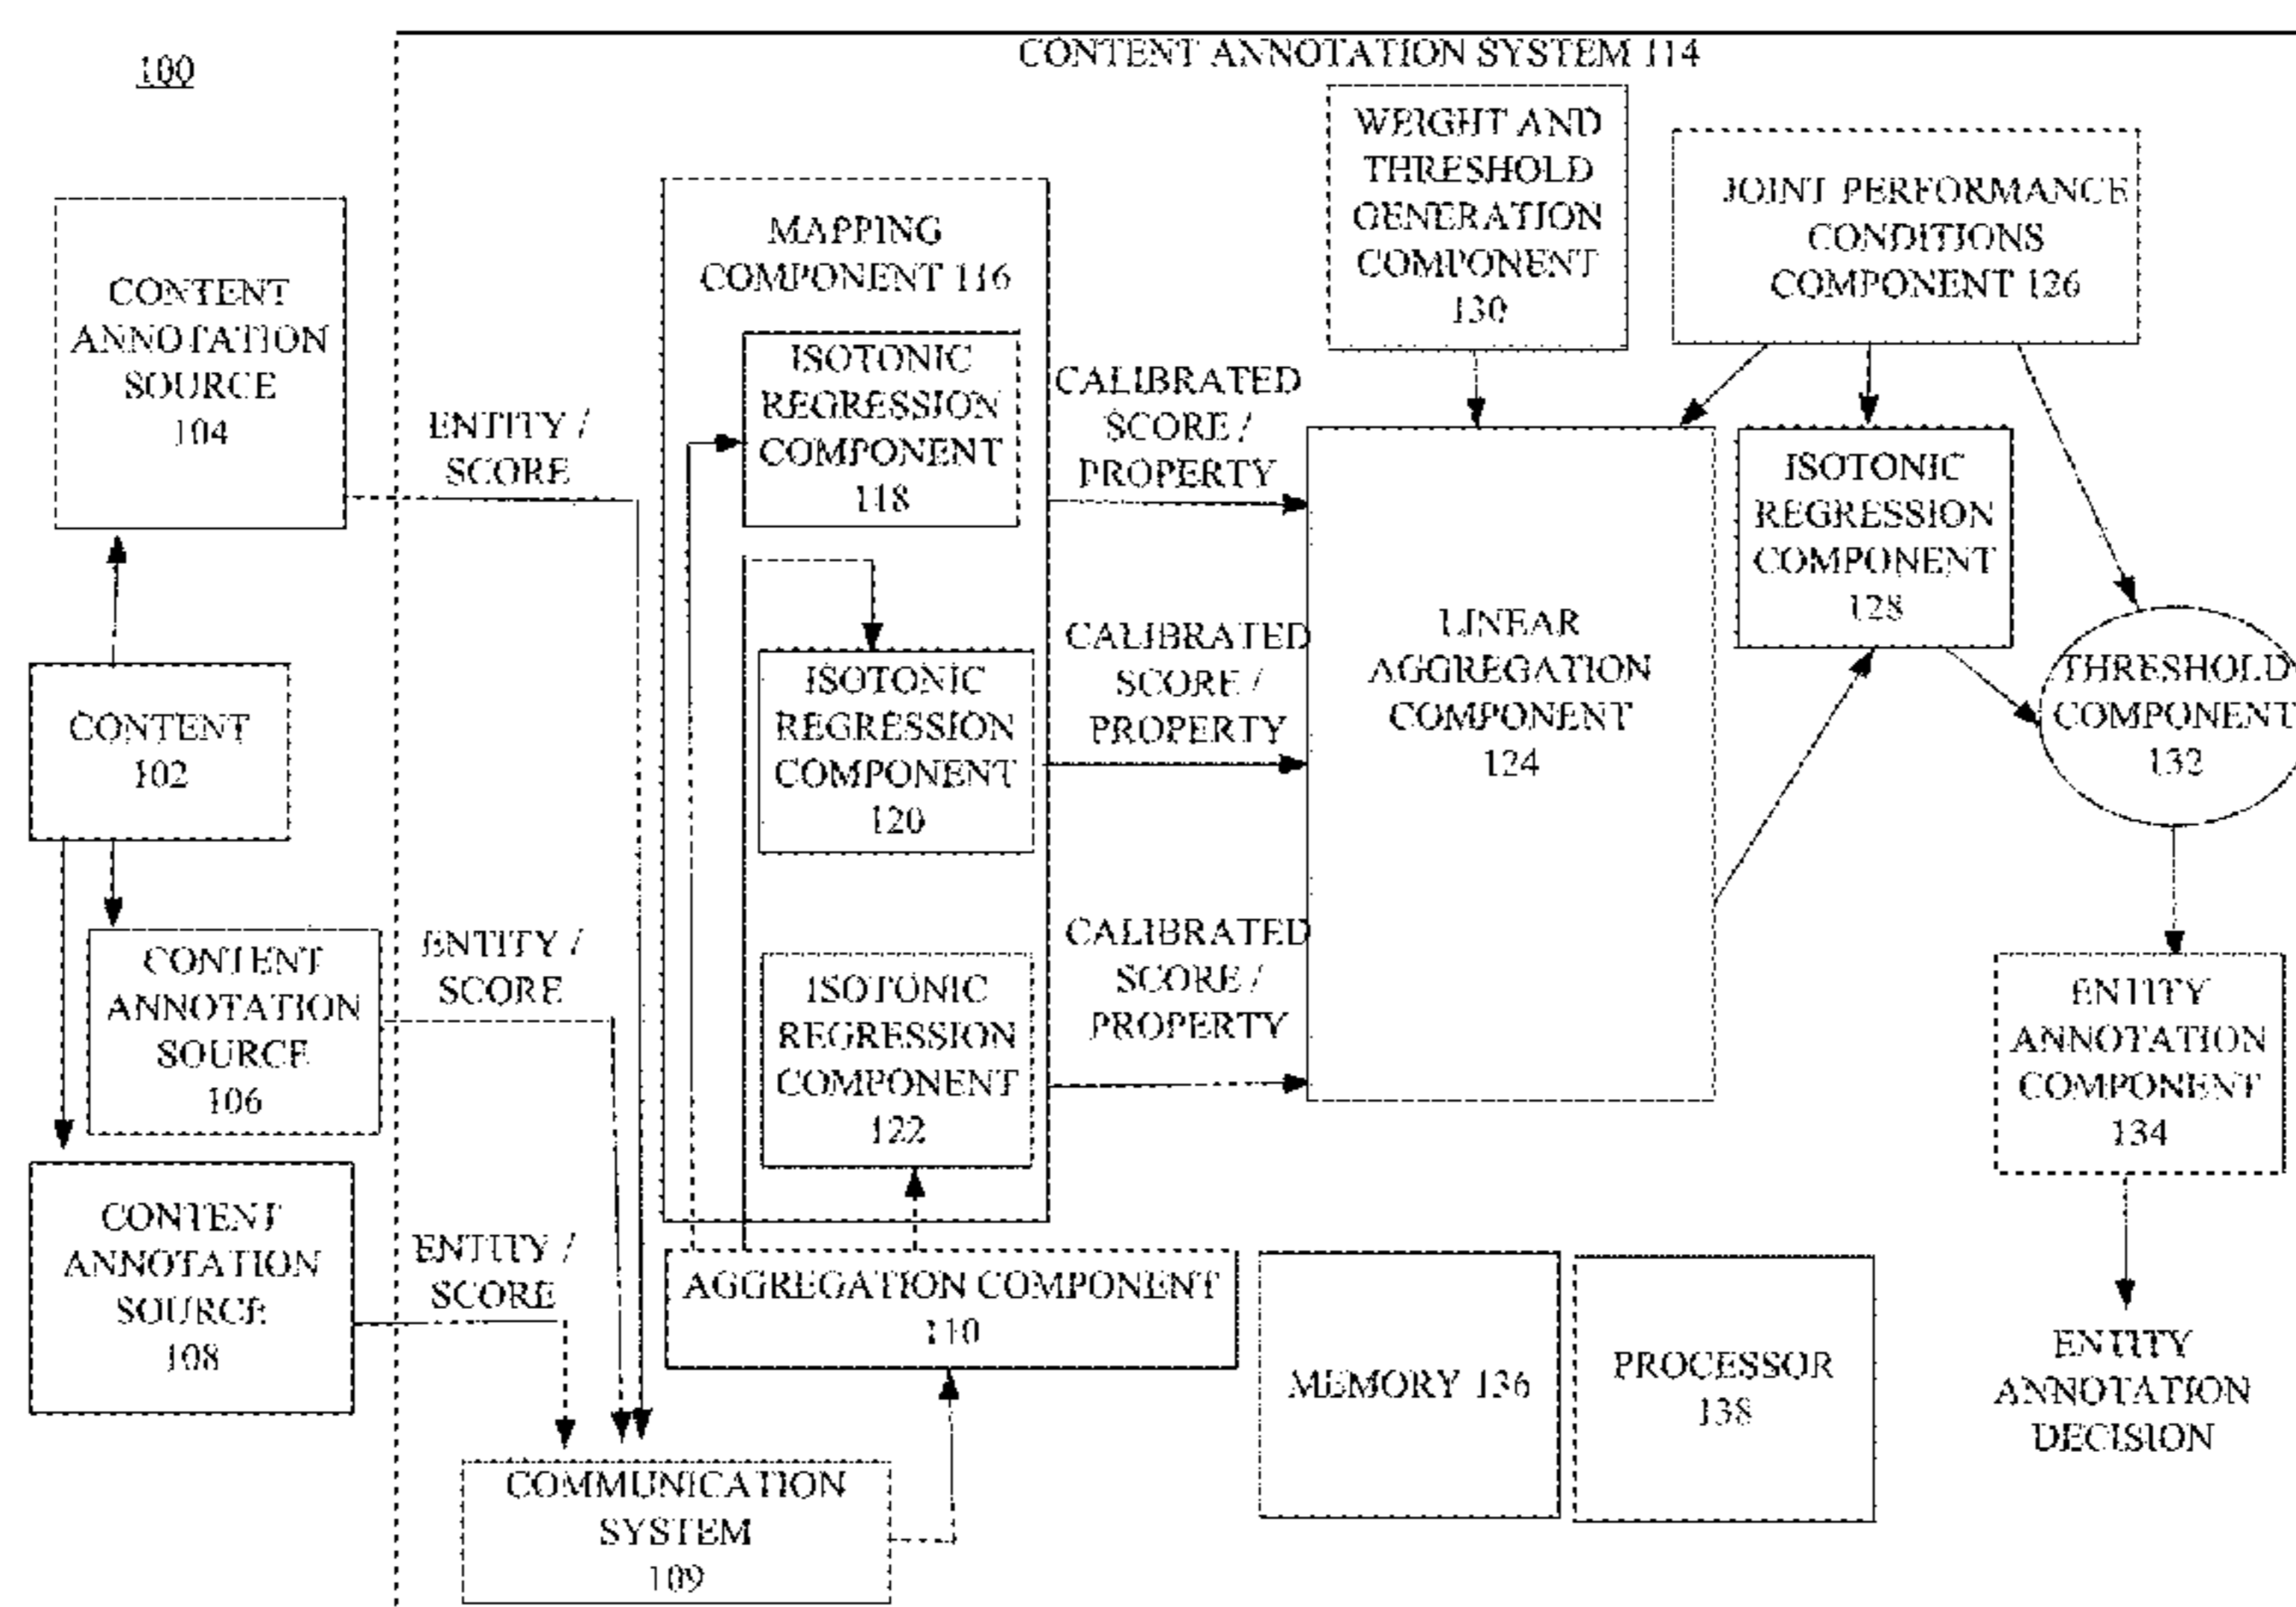 100
CONTENT ANNOTATION SYSTEM 114
CONTENT
ANNOTATION
SOURCE
104
CONTENT
102
CONTENT
ANNOTATION
SOURCE
106
CONTENT
ANNOTATION
SOURCE
108
ENTITY /
SCORE
ENTITY /
SCORE
ENTITY /
SCORE
COMMUNICATION
SYSTEM
109
MAPPING
COMPONENT 116
ISOTONIC
REGRESSION
COMPONENT
118
ISOTONIC
REGRESSION
COMPONENT
120
ISOTONIC
REGRESSION
COMPONENT
122
AGGREGATION COMPONENT
110
CALIBRATED
SCORE /
PROPERTY
CALIBRATED
SCORE /
PROPERTY
CALIBRATED
SCORE /
PROPERTY
WEIGHT AND
THRESHOLD
GENERATION
COMPONENT
130
LINEAR
AGGREGATION
COMPONENT
124
JOINT PERFORMANCE
CONDITIONS
COMPONENT 126
ISOTONIC
REGRESSION
COMPONENT
128
THRESHOLD
COMPONENT
132
ENTITY
ANNOTATION
COMPONENT
134
ENTITY
ANNOTATION
DECISION
MEMORY 136
PROCESSOR
138